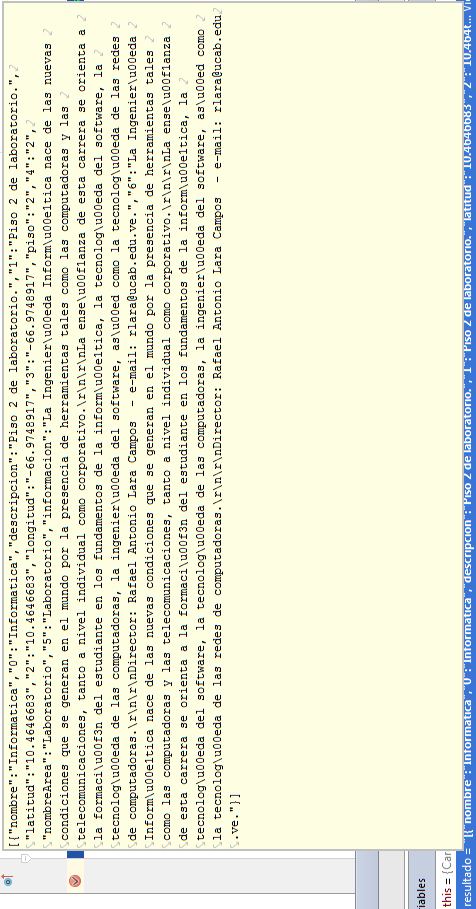 [{"nombre":"Informatica","0":"Informatica","descripcion":"Piso 2 de laboratorio.","1":"Piso 2 de laboratorio.",
"latitud":"10.4646683","2":"10.4646683","longitud":"-66.9748917","3":"-66.9748917","piso":"2","4":"2",
"nombreArea":"Laboratorio","5":"Laboratorio","informacion":"La Ingenier\u00eda Inform\u00e1tica nace de las nuevas
condiciones que se generan en el mundo por la presencia de herramientas tales como las computadoras y las
telecomunicaciones, tanto a nivel individual como corporativo.\r\n\r\nLa ense\u00f1anza de esta carrera se orienta a
la formaci\u00f3n del estudiante en los fundamentos de la inform\u00e1tica, la tecnolog\u00eda del software, la
tecnolog\u00eda de las computadoras, la ingenier\u00eda del software, as\u00ed como la tecnolog\u00eda de las redes
de computadoras.\r\n\r\nDirector: Rafael Antonio Lara Campos - e-mail: rlara@ucab.edu.ve.","6":"La Ingenier\u00eda
Inform\u00e1tica nace de las nuevas condiciones que se generan en el mundo por la presencia de herramientas tales
como las computadoras y las telecomunicaciones, tanto a nivel individual como corporativo.\r\n\r\nLa ense\u00f1anza
de esta carrera se orienta a la formaci\u00f3n del estudiante en los fundamentos de la inform\u00e1tica, la
tecnolog\u00eda del software, la tecnolog\u00eda de las computadoras, la ingenier\u00eda del software, as\u00ed como
la tecnolog\u00eda de las redes de computadoras.\r\n\r\nDirector: Rafael Antonio Lara Campos - e-mail: rlara@ucab.edu
.ve."}]
iables
this = {Car
resultado = "[{"nombre":"Informatica","0":"Informatica","descripcion":"Piso 2 de laboratorio.","1":"Piso 2 de laboratorio.","latitud":"10.4646683","2":"10.464(... Vi